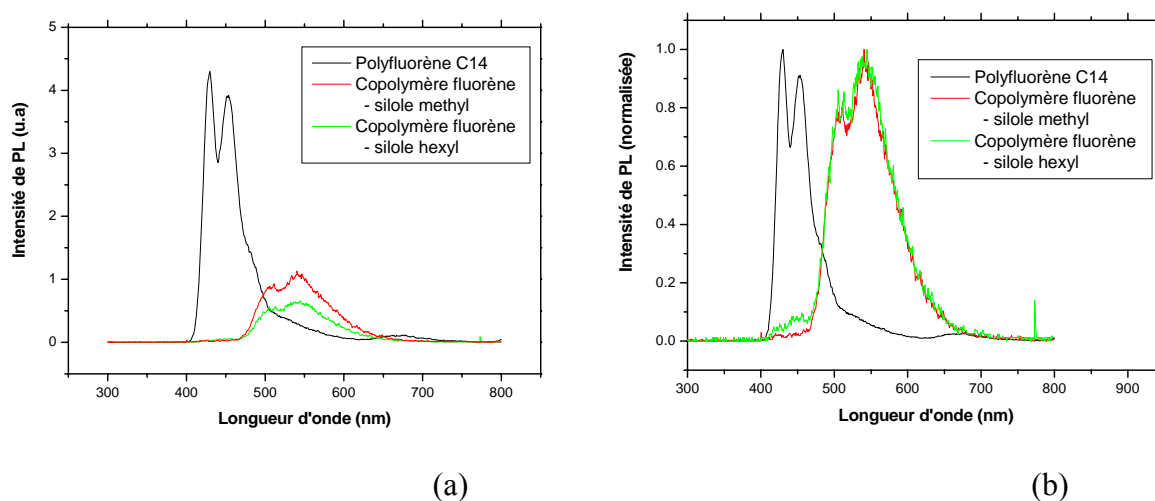 5
4
3
2
1
0
300
400
500
600
700
800
Intensité de PL (u.a)
Longueur d'onde (nm)
Polyfluorène C14
Copolymère fluorène
- silole methyl
Copolymère fluorène
- silole hexyl
(a)
1.0
0.8
0.6
0.4
0.2
0.0
300
400
500
600
700
800
900
Intensité de PL (normalisée)
Longueur d'onde (nm)
Polyfluorène C14
Copolymère fluorène
- silole methyl
Copolymère fluorène
- silole hexyl
(b)